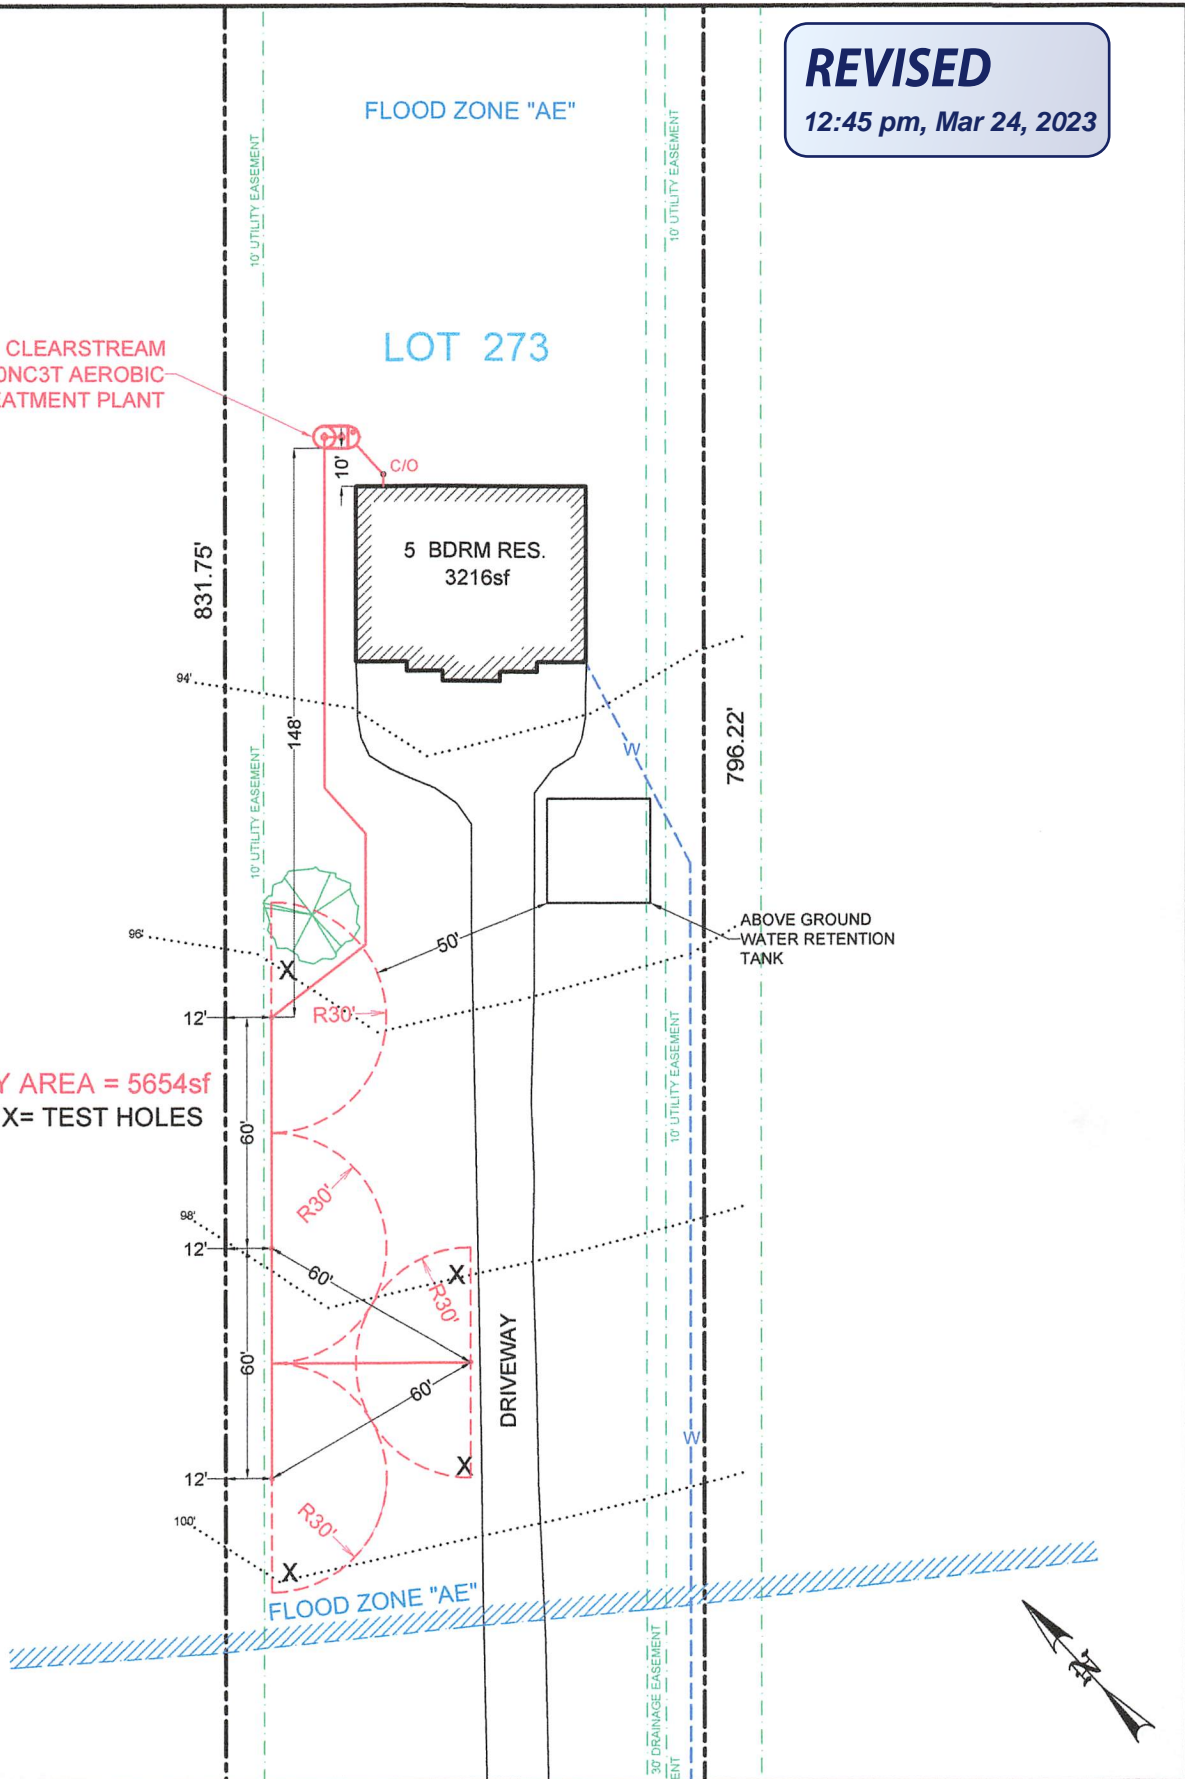 REVISED
12:45 pm, Mar 24, 2023
FLOOD ZONE "AE"
10' UTILITY EASEMENT
10' UTILITY EASEMENT
LOT 273
CLEARSTREAM
0NC3T AEROBIC
EATMENT PLANT
C/O
10'
5 BDRM RES.
3216sf
831.75'
94'
148'
W
796.22'
10' UTILITY EASEMENT
ABOVE GROUND
WATER RETENTION
TANK
96'
50'
X
12'
R30'
10' UTILITY EASEMENT
Y AREA = 5654sf
X= TEST HOLES
60'
R30'
98'
12'
60'
X
R30'
60'
60'
DRIVEWAY
W
X
12'
R30'
100'
X
FLOOD ZONE "AE"
30' DRAINAGE EASEMENT
ENT
N